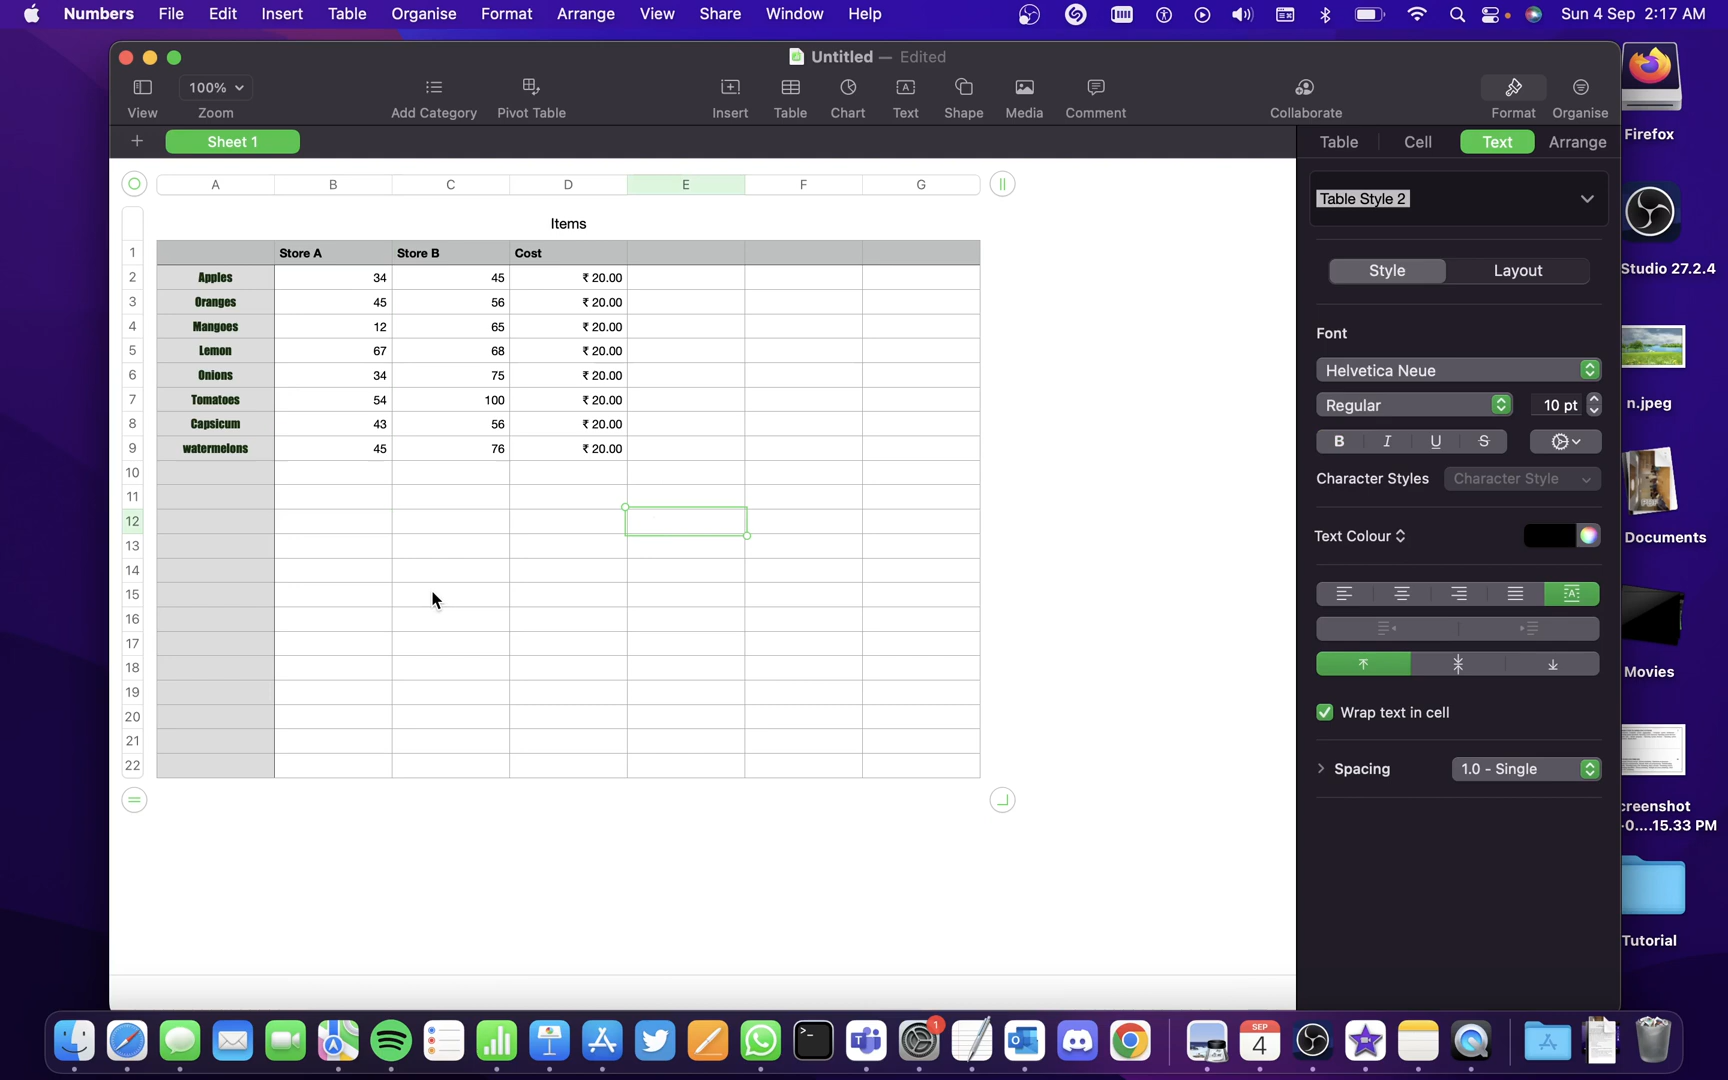 Numbers File Edit Insert Table Organise Format Arrange View Share Window Help Sun 4 Sep 2:17 AM
Untitled — Edited
100%
View Zoom Add Category Pivot Table Insert Table Chart Text Shape Media Comment Collaborate Format Organise
Sheet 1
Table Cell Text Arrange
A B C D E F G
Items
1 Store A Store B Cost
2 Apples 34 45 ₹ 20.00
3 Oranges 45 56 ₹ 20.00
4 Mangoes 12 65 ₹ 20.00
5 Lemon 67 68 ₹ 20.00
6 Onions 34 75 ₹ 20.00
7 Tomatoes 54 100 ₹ 20.00
8 Capsicum 43 56 ₹ 20.00
9 watermelons 45 76 ₹ 20.00
10
11
12
13
14
15
16
17
18
19
20
21
22
Table Style 2
Style Layout
Font
Helvetica Neue
Regular 10 pt
B I U S
Character Styles Character Style
Text Colour
Wrap text in cell
Spacing 1.0 - Single
Firefox
Studio 27.2.4
n.jpeg
Documents
Movies
creenshot
-0....15.33 PM
Tutorial
1
SEP
4